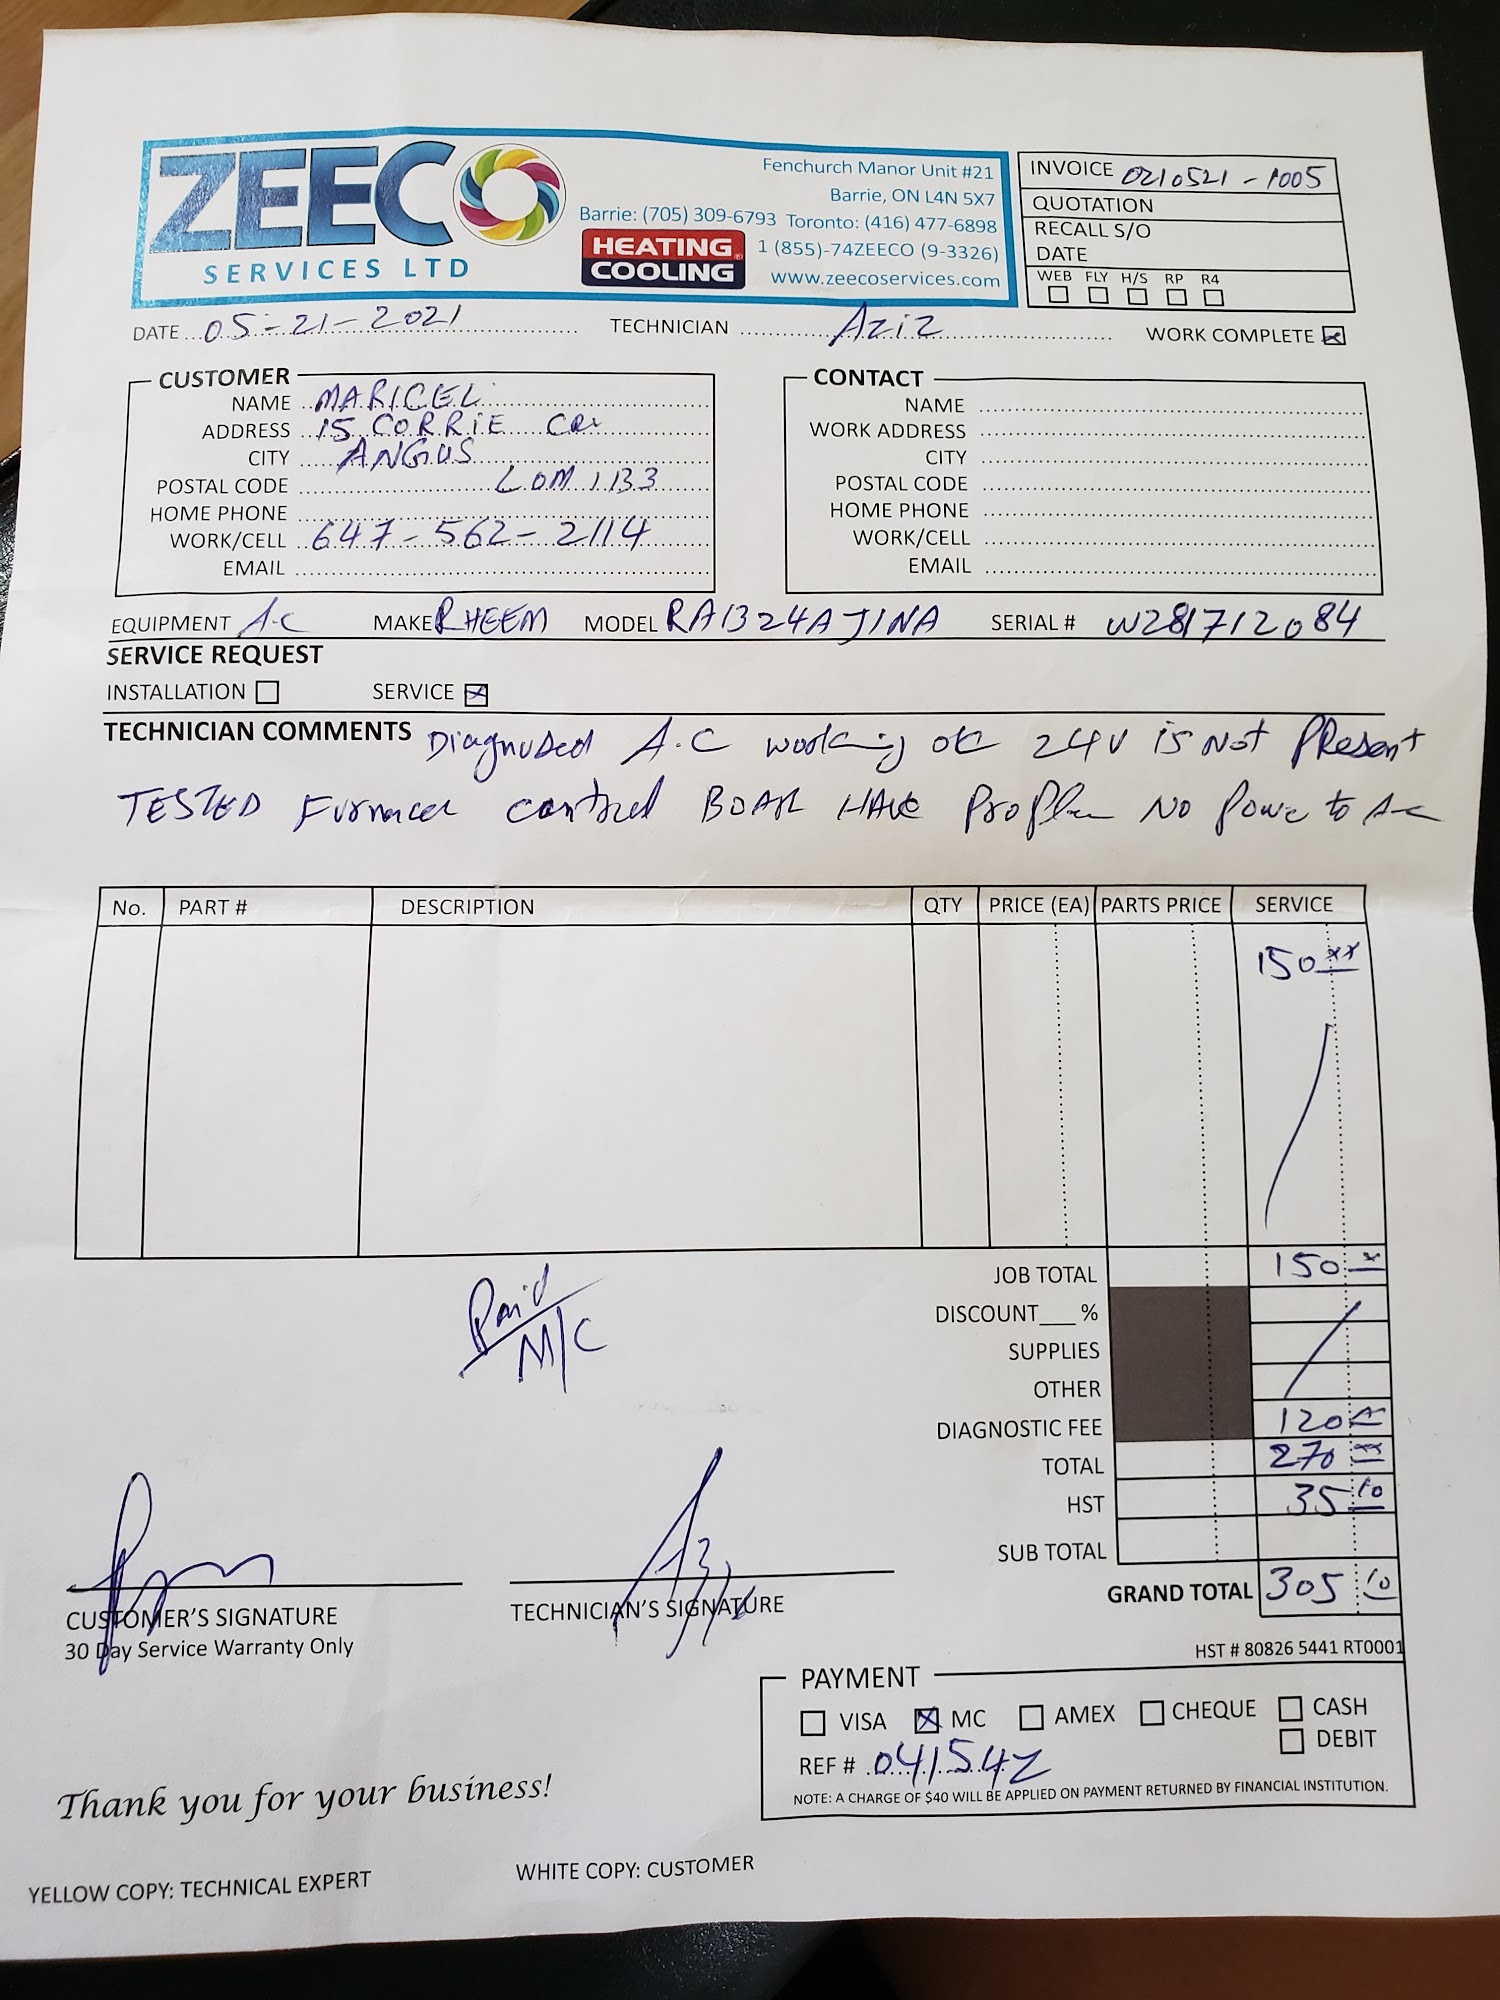 ZEECO
SERVICES LTD
Fenchurch Manor Unit #21
Barrie, ON L4N 5X7
Barrie: (705) 309-6793 Toronto: (416) 477-6898
HEATING
COOLING
1 (855)-74ZEECO (9-3326)
www.zeecoservices.com
INVOICE 0210521-1005
QUOTATION
RECALL S/O
DATE
WEB FLY H/S RP R4
DATE 05-21-2021 TECHNICIAN Aziz WORK COMPLETE
CUSTOMER
NAME MARICEL
ADDRESS 15 CORRIE CR.
CITY ANGUS
POSTAL CODE L0M 1B3
HOME PHONE
WORK/CELL 647-562-2114
EMAIL
CONTACT
NAME
WORK ADDRESS
CITY
POSTAL CODE
HOME PHONE
WORK/CELL
EMAIL
EQUIPMENT A.C MAKE RHEEM MODEL RA1324AJ1NA SERIAL # W281712084
SERVICE REQUEST
INSTALLATION SERVICE
TECHNICIAN COMMENTS Diagnused A.C working ok 24V is Not PResent
TESTED Furnacer control BOAR HAVe Proplem No Power to A-c
No. PART # DESCRIPTION QTY PRICE (EA) PARTS PRICE SERVICE
150 xx
JOB TOTAL 150 x
DISCOUNT___%
SUPPLIES
OTHER
DIAGNOSTIC FEE 120
TOTAL 270 xx
HST 35 10
SUB TOTAL
GRAND TOTAL 305 10
Paid
M/C
CUSTOMER'S SIGNATURE
30 Day Service Warranty Only
TECHNICIAN'S SIGNATURE
HST # 80826 5441 RT0001
PAYMENT
VISA MC AMEX CHEQUE CASH
DEBIT
REF # 04154Z
NOTE: A CHARGE OF $40 WILL BE APPLIED ON PAYMENT RETURNED BY FINANCIAL INSTITUTION.
Thank you for your business!
YELLOW COPY: TECHNICAL EXPERT
WHITE COPY: CUSTOMER